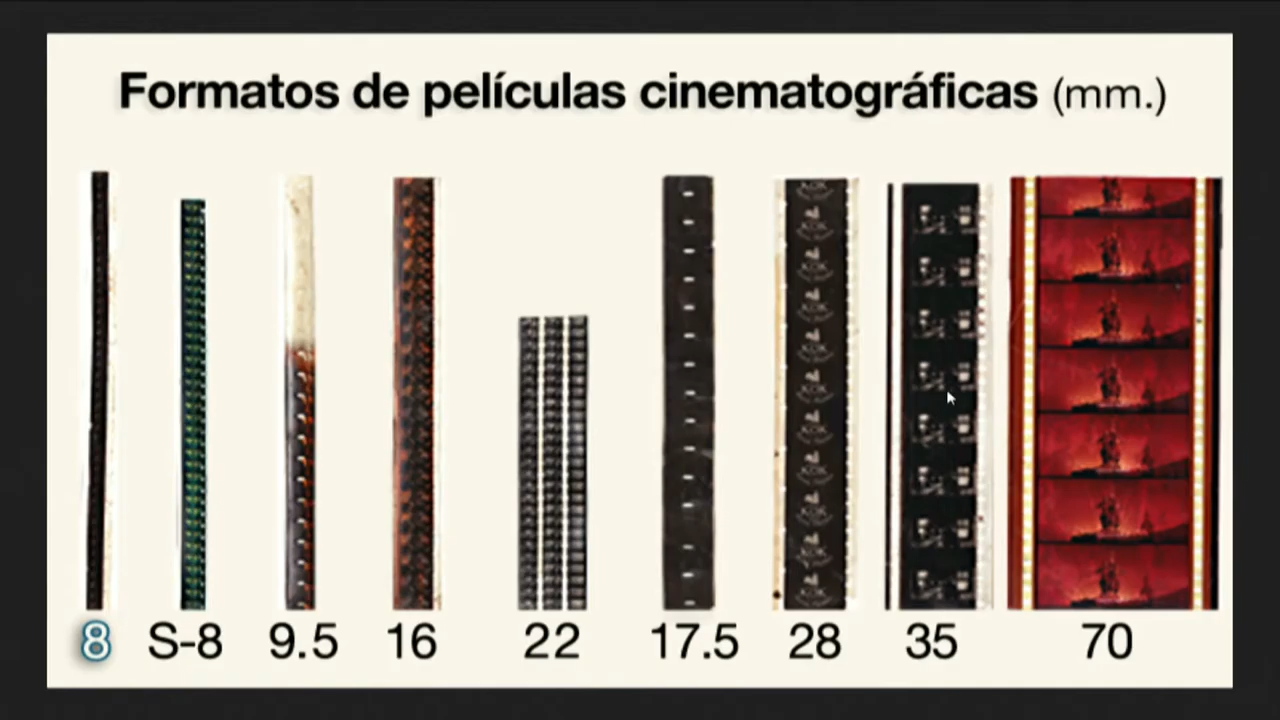 Formatos de películas cinematográficas (mm.)
8 S-8 9.5 16 22 17.5 28 35 70